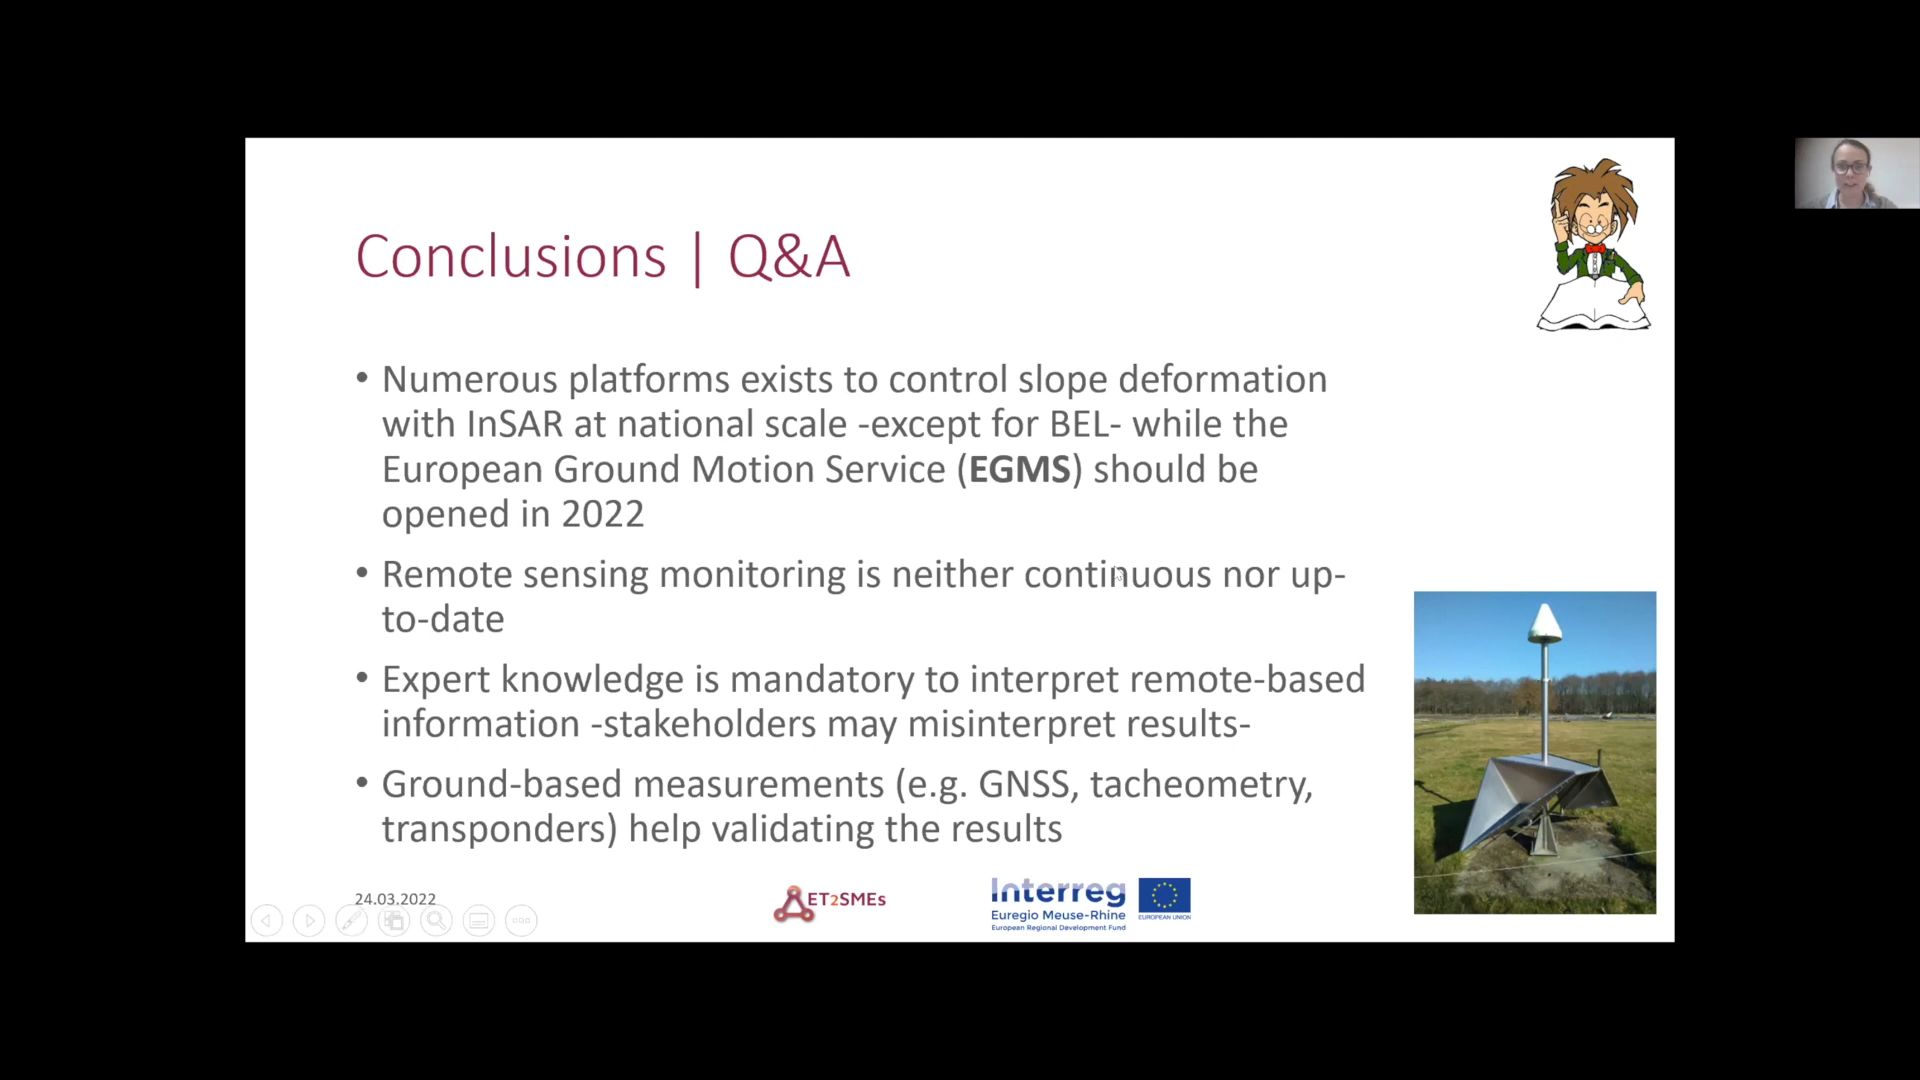 Conclusions | Q&A
• Numerous platforms exists to control slope deformation
with InSAR at national scale -except for BEL- while the
European Ground Motion Service (EGMS) should be
opened in 2022
• Remote sensing monitoring is neither continuous nor up-
to-date
• Expert knowledge is mandatory to interpret remote-based
information -stakeholders may misinterpret results-
• Ground-based measurements (e.g. GNSS, tacheometry,
transponders) help validating the results
24.03.2022
ET2SMEs
Interreg
Euregio Meuse-Rhine
European Regional Development Fund
EUROPEAN UNION